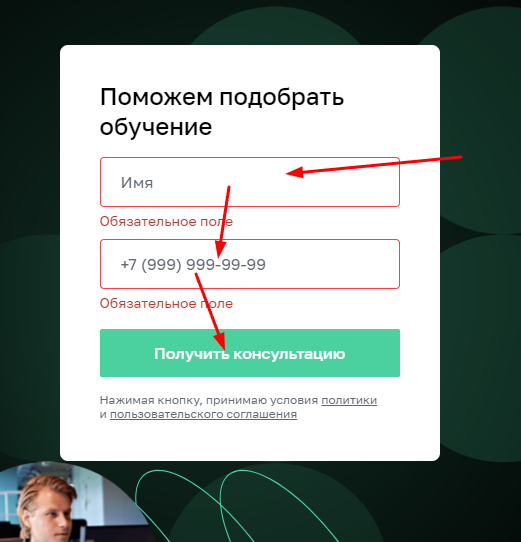 Поможем подобрать
обучение
Имя
Обязательное поле
+7 (999) 999-99-99
Обязательное поле
Получить консультацию
Нажимая кнопку, принимаю условия политики
и пользовательского соглашения